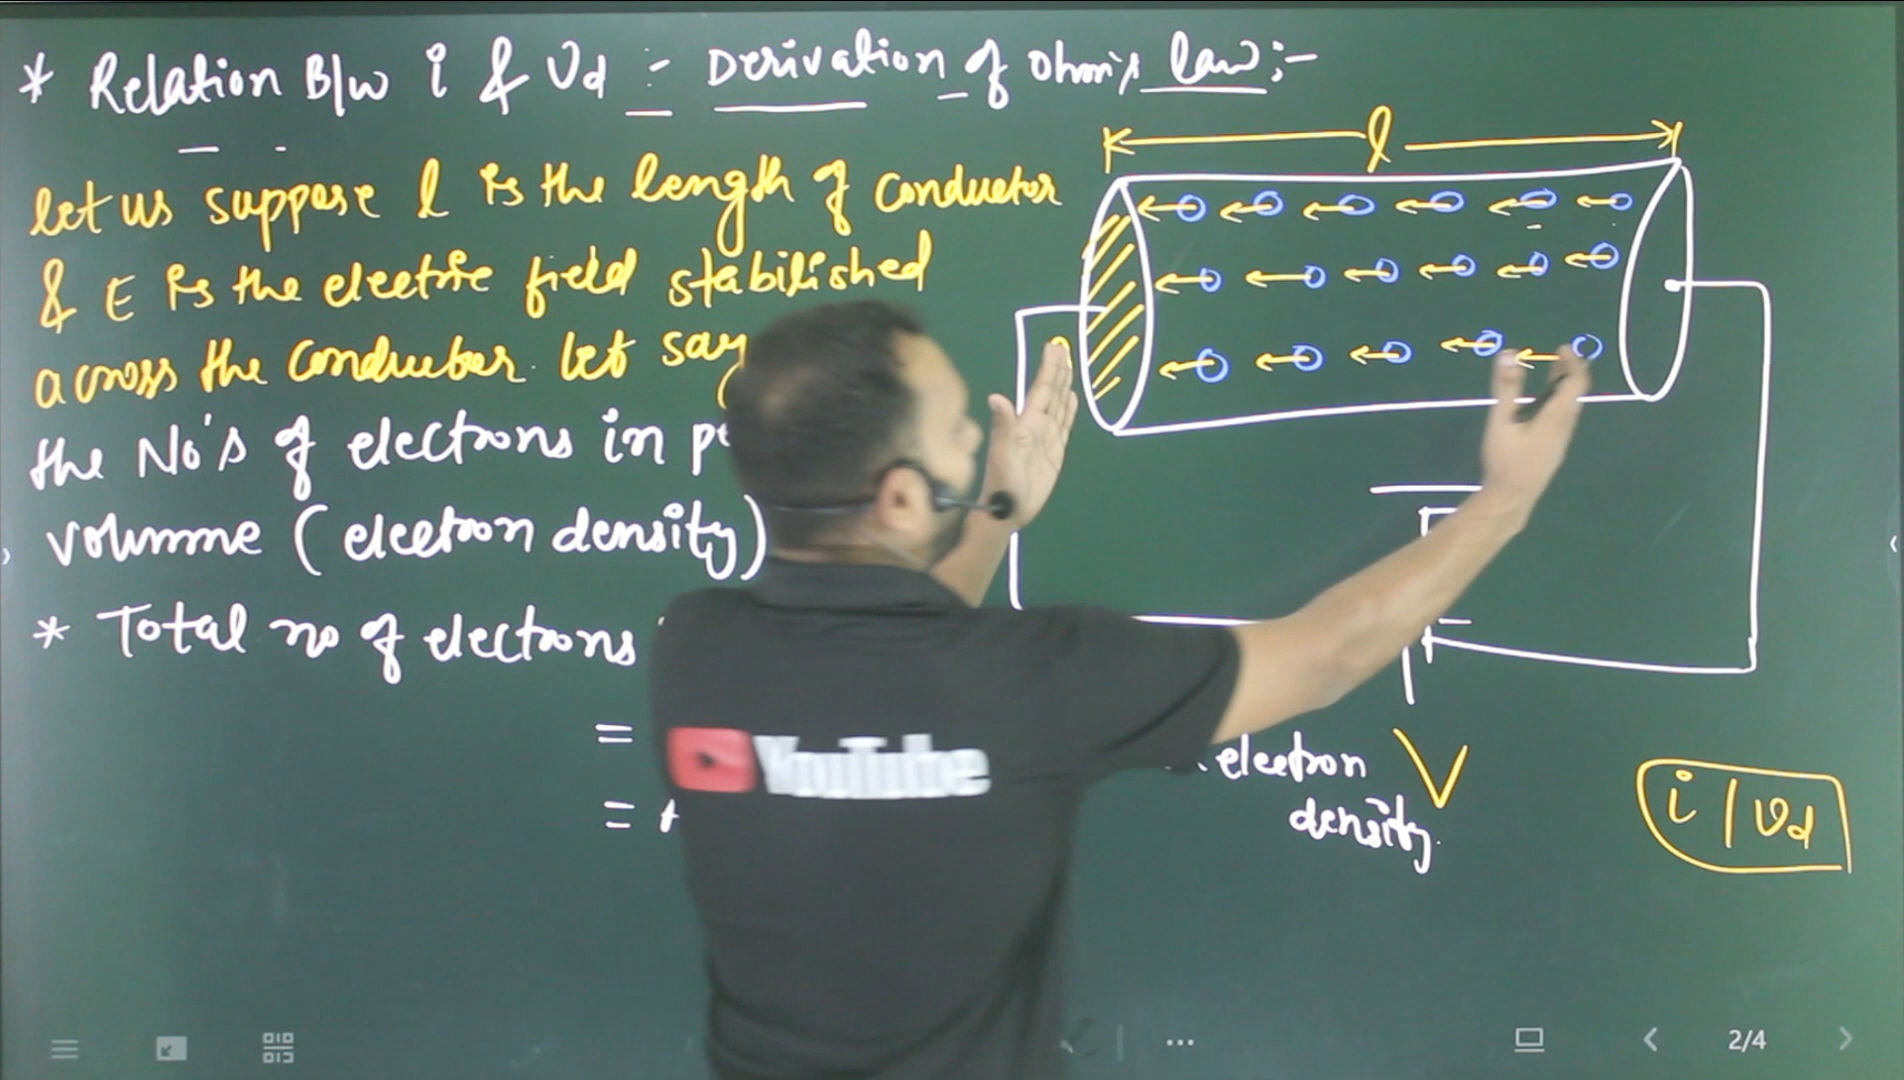 * Relation B/w i & Vd :- Derivation of ohm's law :-
l
let us suppose l is the length of conductor
& E is the electric field stabilished
across the conductor. let say
the No's of electrons in
volumme (electron density)
* Total no of electrons
=
=
electron
density.
V
i | Vd
YouTube
2/4